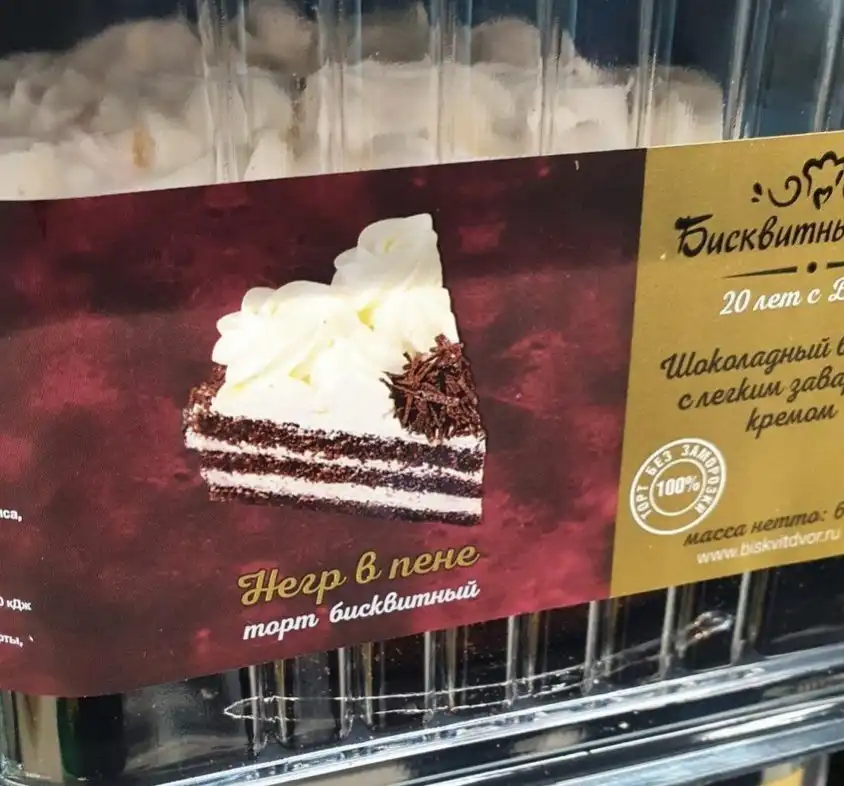 Негр в пене
торт бисквитный
Бисквитны
20 лет с В
Шоколадный
с легким зава
кремом
ТОРТ БЕЗ ЗАМОРОЗКИ
100%
масса нетто:
www.biskvitdvor.ru
кДж